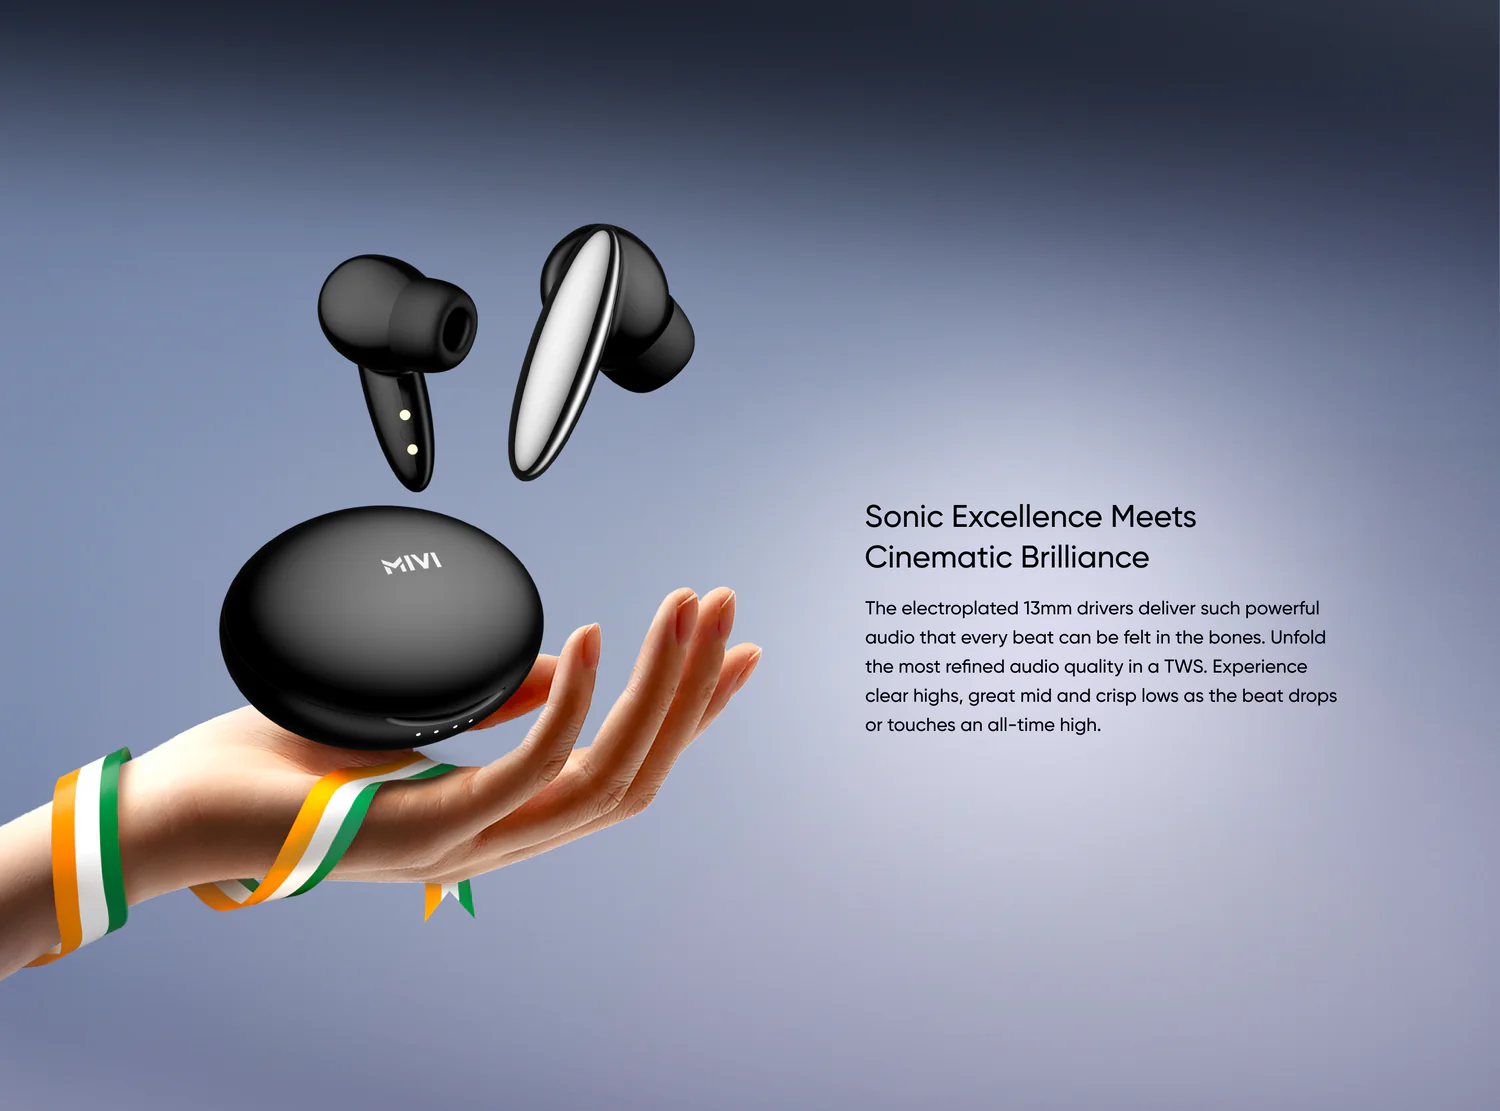 MIVI
Sonic Excellence Meets
Cinematic Brilliance
The electroplated 13mm drivers deliver such powerful
audio that every beat can be felt in the bones. Unfold
the most refined audio quality in a TWS. Experience
clear highs, great mid and crisp lows as the beat drops
or touches an all-time high.